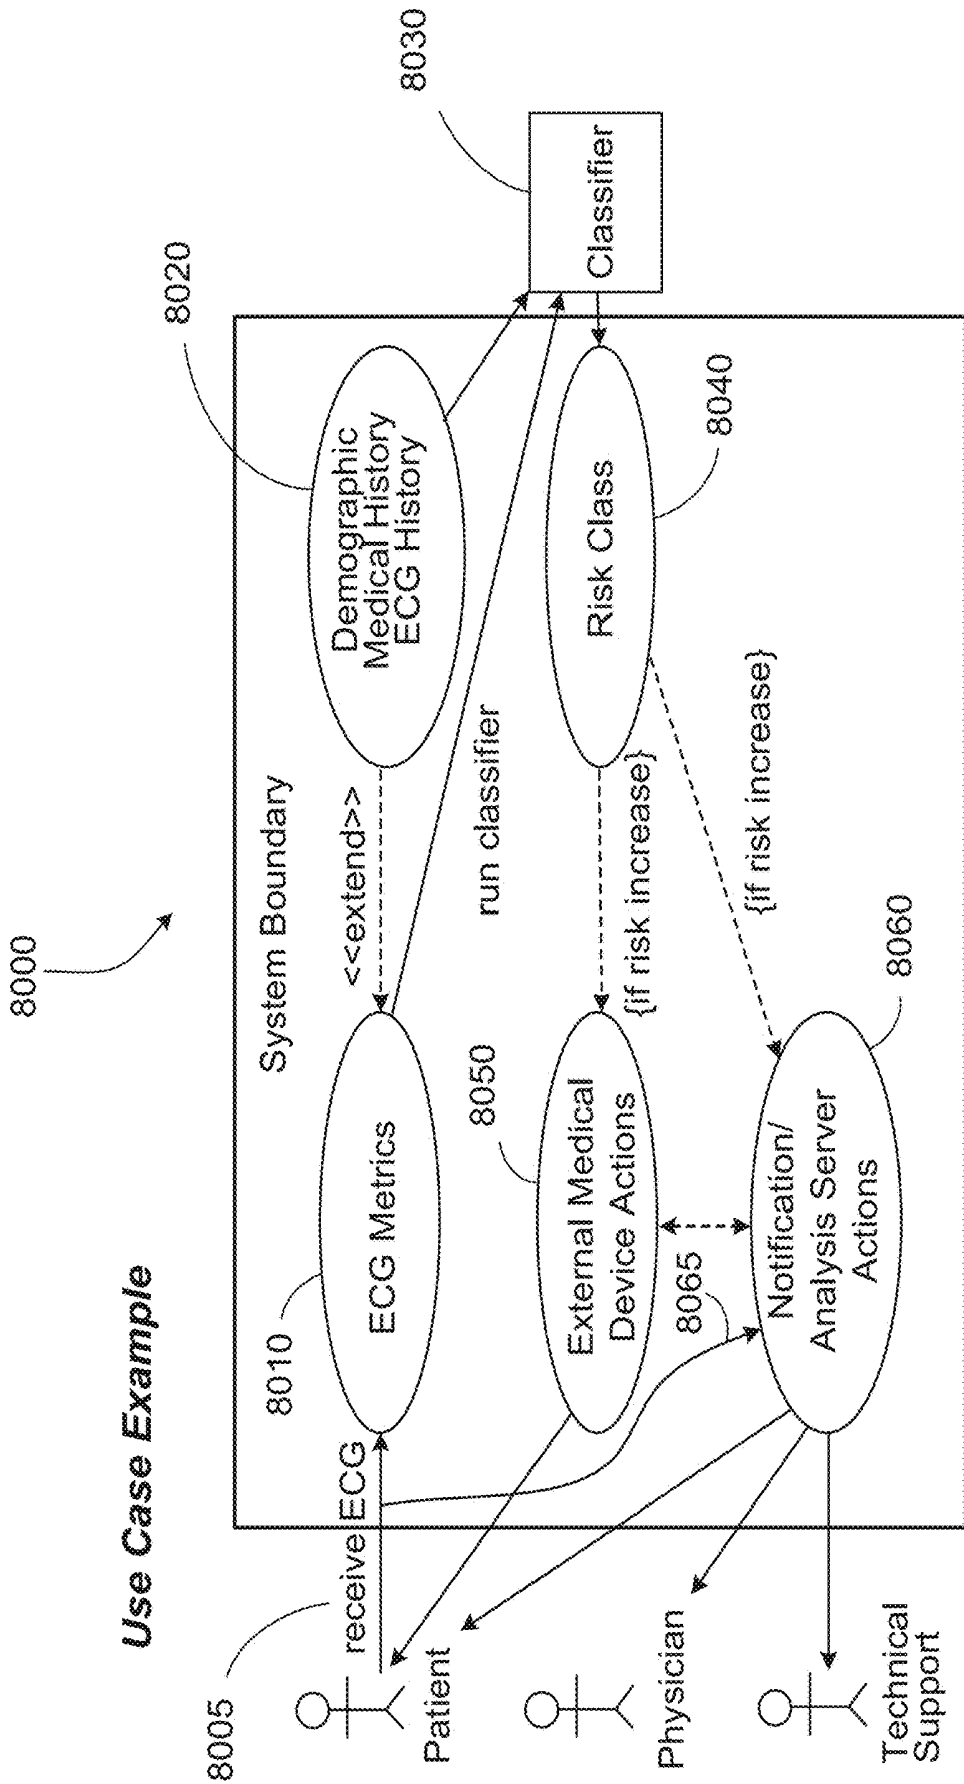 Use Case Example
8000
8005
receive ECG
Patient
Physician
Technical
Support
System Boundary
8010
ECG Metrics
<<extend>>
8020
Demographic
Medical History
ECG History
run classifier
8030
Classifier
8040
Risk Class
{if risk increase}
{if risk increase}
8050
External Medical
Device Actions
8065
8060
Notification/
Analysis Server
Actions